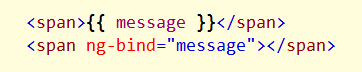 <span>{{ message }}</span>
<span ng-bind="message"></span>